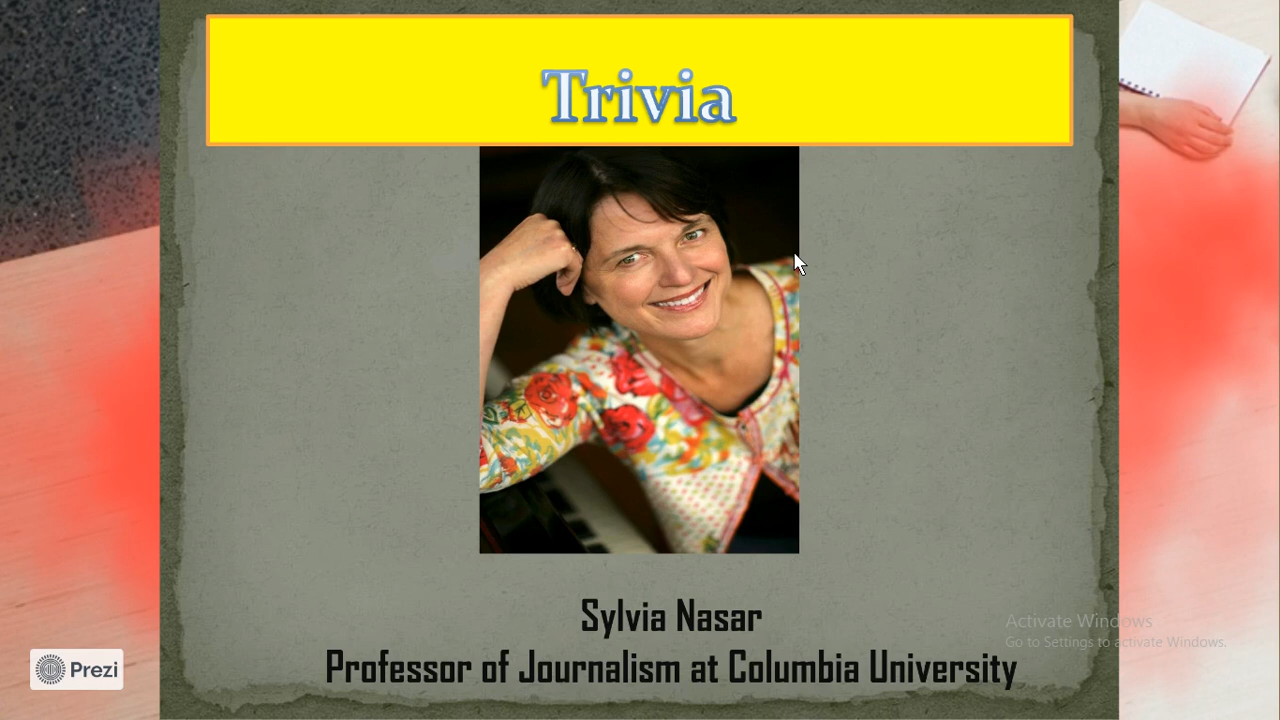 Trivia
Sylvia Nasar
Professor of Journalism at Columbia University
Activate Windows
Go to Settings to activate Windows.
Prezi